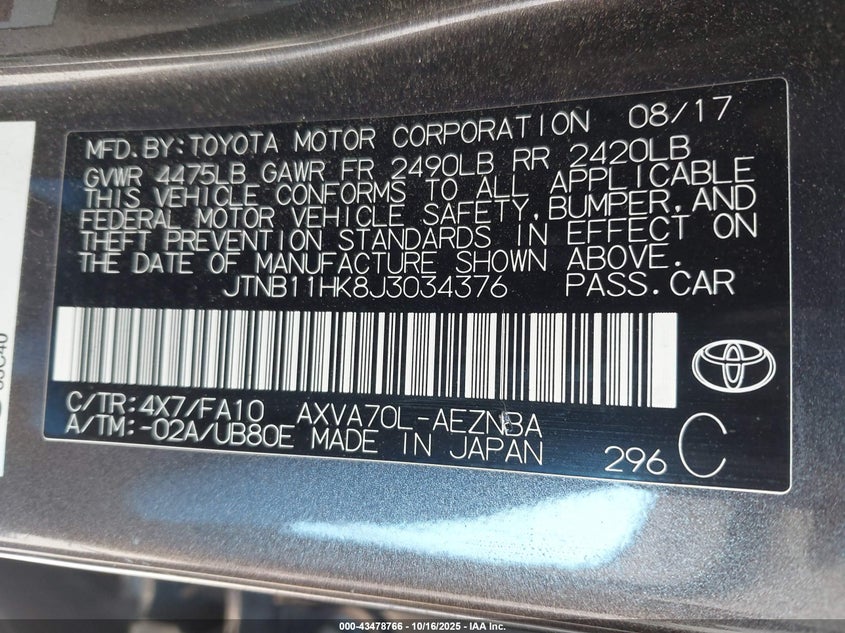 MFD.BY:TOYOTA MOTOR CORPORATION 08/17
GVWR 4475LB GAWR FR 2490LB RR 2420LB
THIS VEHICLE CONFORMS TO ALL APPLICABLE
FEDERAL MOTOR VEHICLE SAFETY,BUMPER,AND
THEFT PREVENTION STANDARDS IN EFFECT ON
THE DATE OF MANUFACTURE SHOWN ABOVE.
JTNB11HK8J3034376 PASS.CAR
C/TR:4X7/FA10 AXVA70L-AEZNBA
A/TM:-02A/UB80E MADE IN JAPAN
296 C
000-43478766 - 10/16/2025 - IAA Inc.